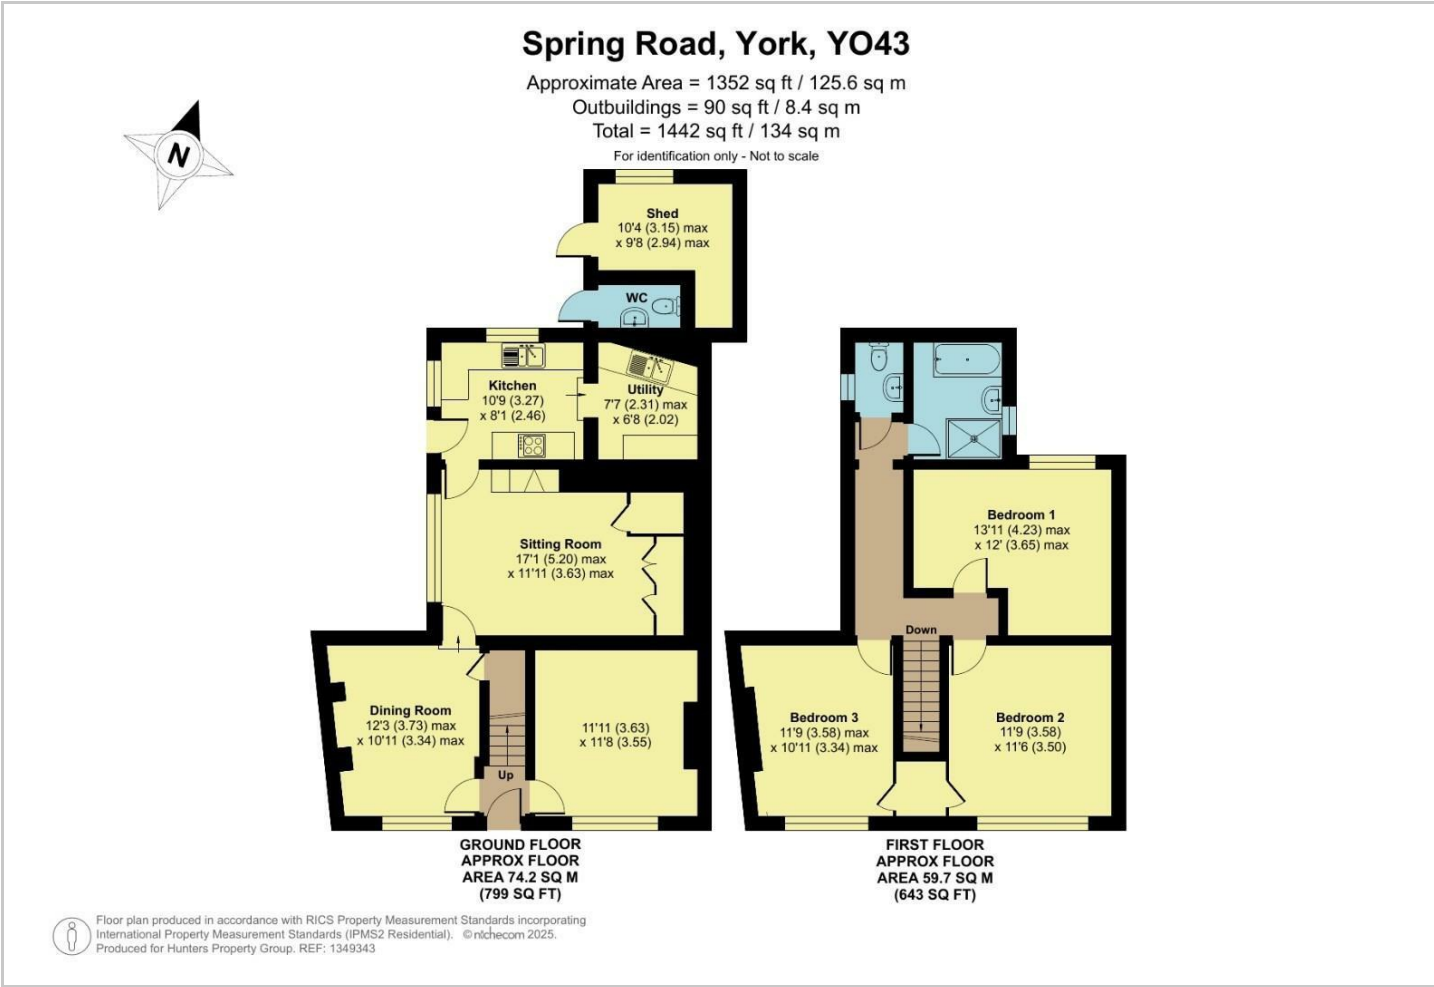 Spring Road, York, YO43
Approximate Area = 1352 sq ft / 125.6 sq m
Outbuildings = 90 sq ft / 8.4 sq m
Total = 1442 sq ft / 134 sq m
For identification only - Not to scale
N
Shed
10'4 (3.15) max
x 9'8 (2.94) max
WC
Kitchen
10'9 (3.27)
x 8'1 (2.46)
Utility
7'7 (2.31) max
x 6'8 (2.02)
Sitting Room
17'1 (5.20) max
x 11'11 (3.63) max
Dining Room
12'3 (3.73) max
x 10'11 (3.34) max
11'11 (3.63)
x 11'8 (3.55)
Up
GROUND FLOOR
APPROX FLOOR
AREA 74.2 SQ M
(799 SQ FT)
Bedroom 1
13'11 (4.23) max
x 12' (3.65) max
Down
Bedroom 3
11'9 (3.58) max
x 10'11 (3.34) max
Bedroom 2
11'9 (3.58)
x 11'6 (3.50)
FIRST FLOOR
APPROX FLOOR
AREA 59.7 SQ M
(643 SQ FT)
Floor plan produced in accordance with RICS Property Measurement Standards incorporating
International Property Measurement Standards (IPMS2 Residential). © nichecom 2025.
Produced for Hunters Property Group. REF: 1349343